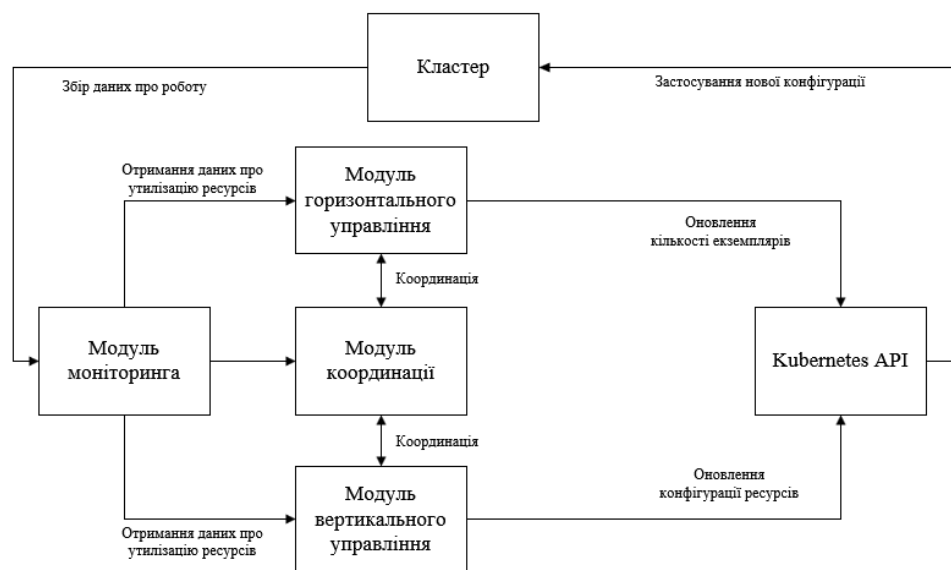 Кластер
Збір даних про роботу
Застосування нової конфігурації
Отримання даних про
утилізацію ресурсів
Модуль
горизонтального
управління
Оновлення
кількості екземплярів
Координація
Модуль
моніторинга
Модуль
координації
Kubernetes API
Координація
Оновлення
конфігурації ресурсів
Модуль
вертикального
управління
Отримання даних про
утилізацію ресурсів